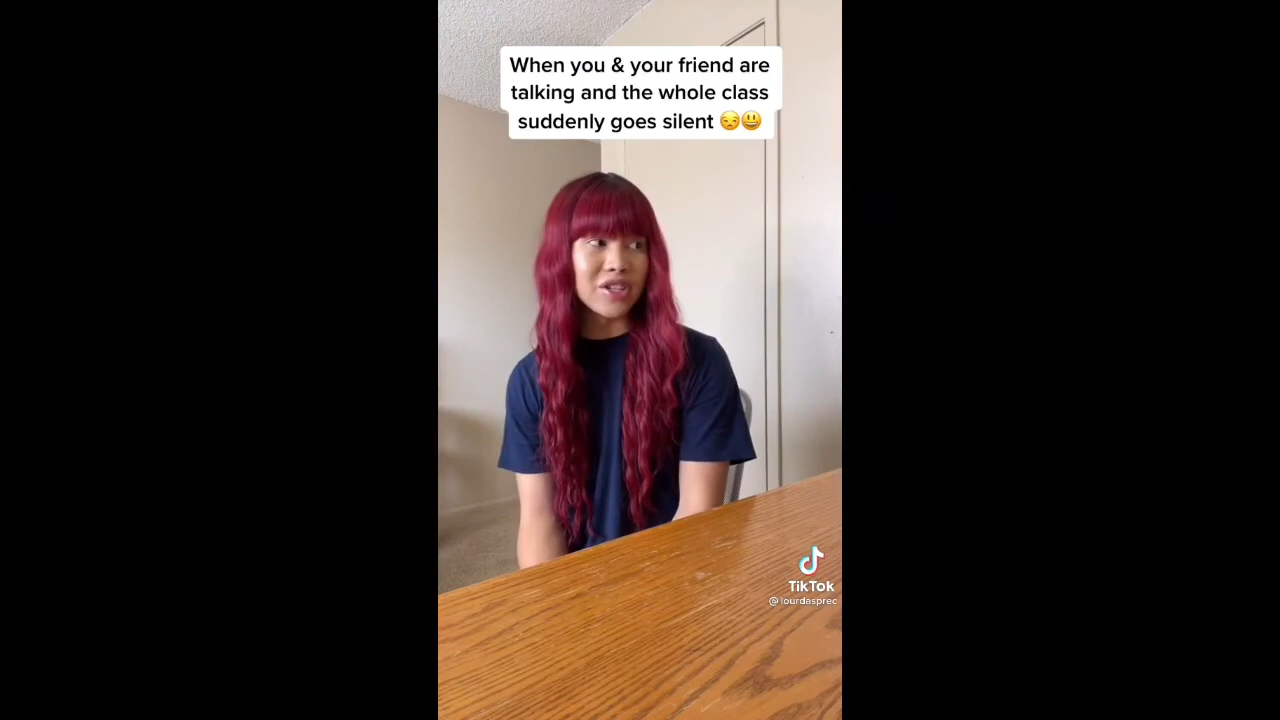 When you & your friend are
talking and the whole class
suddenly goes silent 😒😃
TikTok
@lourdasprec